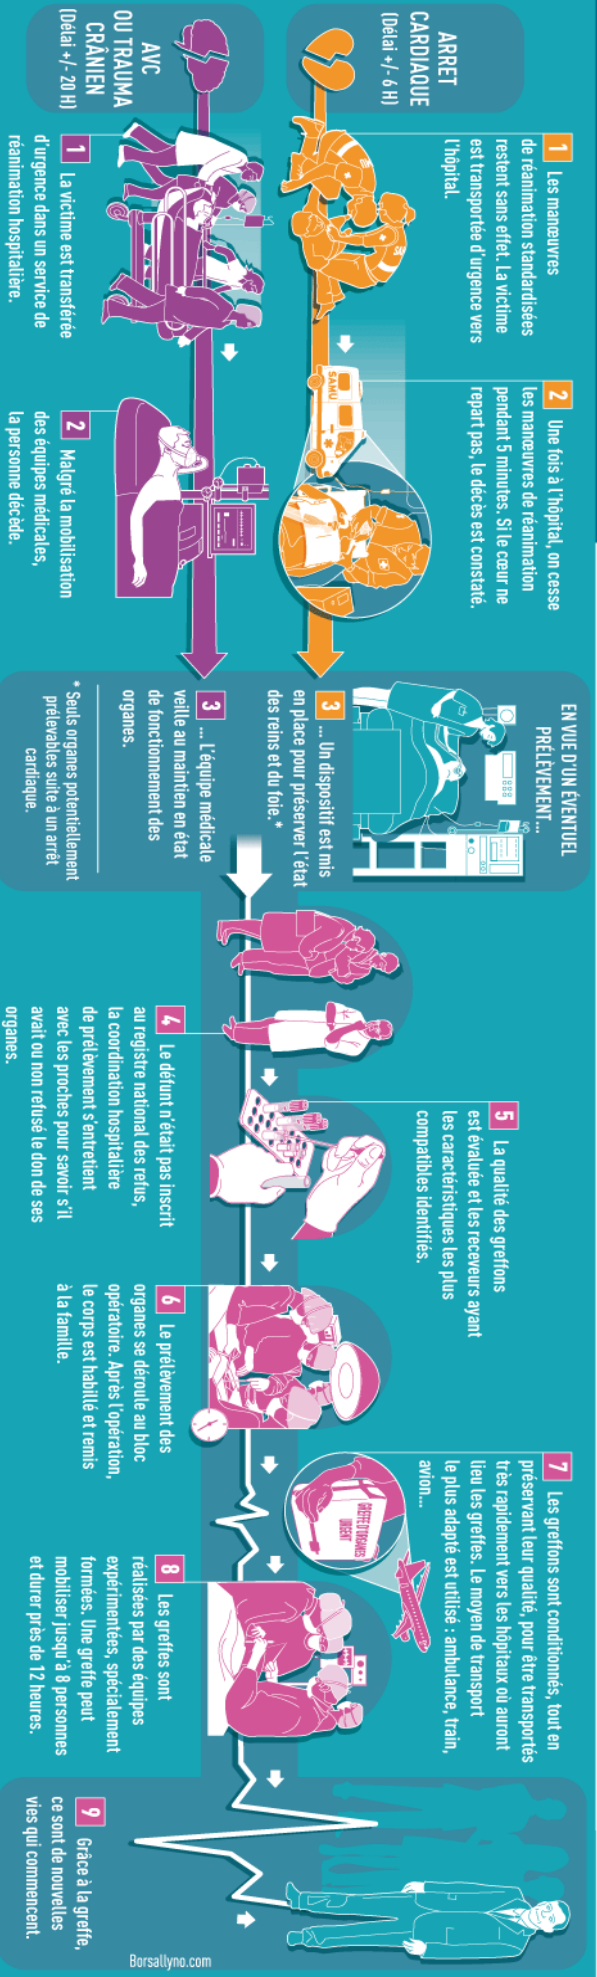 ARRET
CARDIAQUE
(Délai +/- 6 H)
1 Les manœuvres
de réanimation standardisées
restent sans effet. La victime
est transportée d'urgence vers
l'hôpital.
SAMU
2 Une fois à l'hôpital, on cesse
les manœuvres de réanimation
pendant 5 minutes. Si le cœur ne
repart pas, le décès est constaté.
AVC
OU TRAUMA
CRÂNIEN
(Délai +/- 20 H)
1 La victime est transférée
d'urgence dans un service de
réanimation hospitalière.
2 Malgré la mobilisation
des équipes médicales,
la personne décède.
EN VUE D'UN ÉVENTUEL
PRÉLÈVEMENT...
3 ... Un dispositif est mis
en place pour préserver l'état
des reins et du foie.*
3 ... L'équipe médicale
veille au maintien en état
de fonctionnement des
organes.
* Seuls organes potentiellement
prélevables suite à un arrêt
cardiaque.
4 Le défunt n'était pas inscrit
au registre national des refus,
la coordination hospitalière
de prélèvement s'entretient
avec les proches pour savoir s'il
avait ou non refusé le don de ses
organes.
5 La qualité des greffons
est évaluée et les receveurs ayant
les caractéristiques les plus
compatibles identifiés.
6 Le prélèvement des
organes se déroule au bloc
opératoire. Après l'opération,
le corps est habillé et remis
à la famille.
7 Les greffons sont conditionnés, tout en
préservant leur qualité, pour être transportés
très rapidement vers les hôpitaux où auront
lieu les greffes. Le moyen de transport
le plus adapté est utilisé : ambulance, train,
avion...
GREFFE D'ORGANES
URGENT
8 Les greffes sont
réalisées par des équipes
expérimentées, spécialement
formées. Une greffe peut
mobiliser jusqu'à 8 personnes
et durer près de 12 heures.
9 Grâce à la greffe,
ce sont de nouvelles
vies qui commencent.
Borsallyno.com